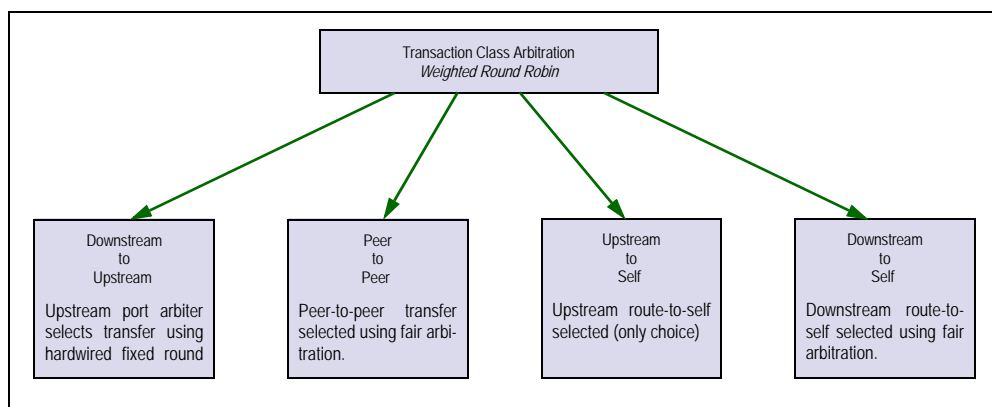 Transaction Class Arbitration
Weighted Round Robin
Downstream
to
Upstream
Upstream port arbiter
selects transfer using
hardwired fixed round
Peer
to
Peer
Peer-to-peer transfer
selected using fair arbi-
tration.
Upstream
to
Self
Upstream route-to-self
selected (only choice)
Downstream
to
Self
Downstream route-to-
self selected using fair
arbitration.